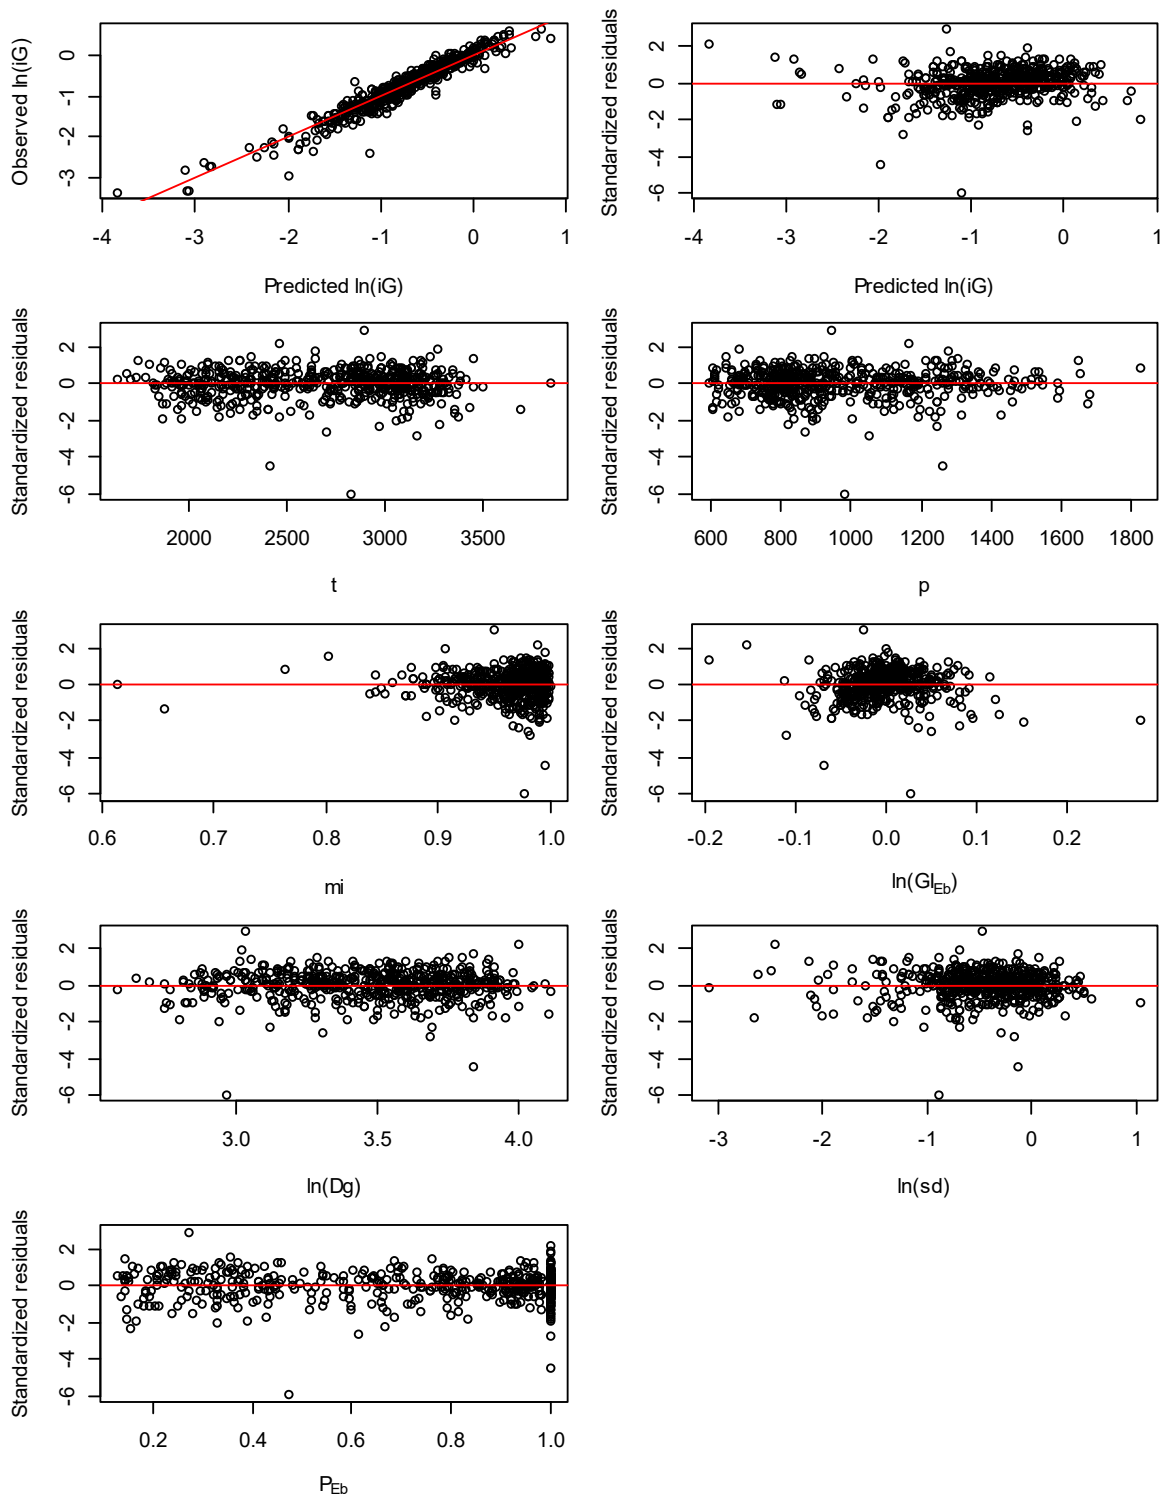 Observed ln(iG)
0
-1
-2
-3
-4 -3 -2 -1 0 1
Predicted ln(iG)
Standardized residuals
2
0
-2
-4
-6
-4 -3 -2 -1 0 1
Predicted ln(iG)
Standardized residuals
2
0
-2
-4
-6
2000 2500 3000 3500
t
Standardized residuals
2
0
-2
-4
-6
600 800 1000 1200 1400 1600 1800
p
Standardized residuals
2
0
-2
-4
-6
0.6 0.7 0.8 0.9 1.0
mi
Standardized residuals
2
0
-2
-4
-6
-0.2 -0.1 0.0 0.1 0.2
ln(GI_Eb)
Standardized residuals
2
0
-2
-4
-6
3.0 3.5 4.0
ln(Dg)
Standardized residuals
2
0
-2
-4
-6
-3 -2 -1 0 1
ln(sd)
Standardized residuals
2
0
-2
-4
-6
0.2 0.4 0.6 0.8 1.0
P_Eb